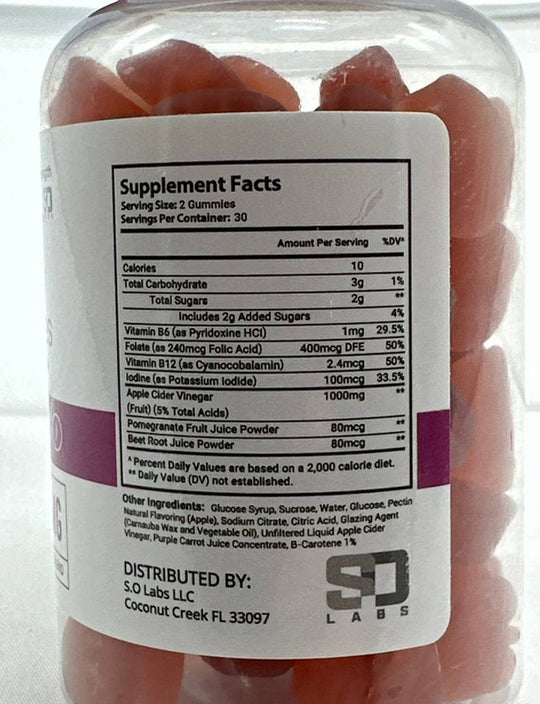 Supplement Facts
Serving Size: 2 Gummies
Servings Per Container: 30
Amount Per Serving %DV*
Calories 10
Total Carbohydrate 3g 1%
Total Sugars 2g **
Includes 2g Added Sugars 4%
Vitamin B6 (as Pyridoxine HCl) 1mg 29.5%
Folate (as 240mcg Folic Acid) 400mcg DFE 50%
Vitamin B12 (as Cyanocobalamin) 2.4mcg 50%
Iodine (as Potassium Iodide) 100mcg 33.5%
Apple Cider Vinegar 1000mg **
(Fruit) (5% Total Acids)
Pomegranate Fruit Juice Powder 80mcg **
Beet Root Juice Powder 80mcg **
* Percent Daily Values are based on a 2,000 calorie diet.
** Daily Value (DV) not established.
Other Ingredients: Glucose Syrup, Sucrose, Water, Glucose, Pectin
Natural Flavoring (Apple), Sodium Citrate, Citric Acid, Glazing Agent
(Carnauba Wax and Vegetable Oil), Unfiltered Liquid Apple Cider
Vinegar, Purple Carrot Juice Concentrate, B-Carotene 1%
DISTRIBUTED BY:
S.O Labs LLC
Coconut Creek FL 33097
SO
LABS